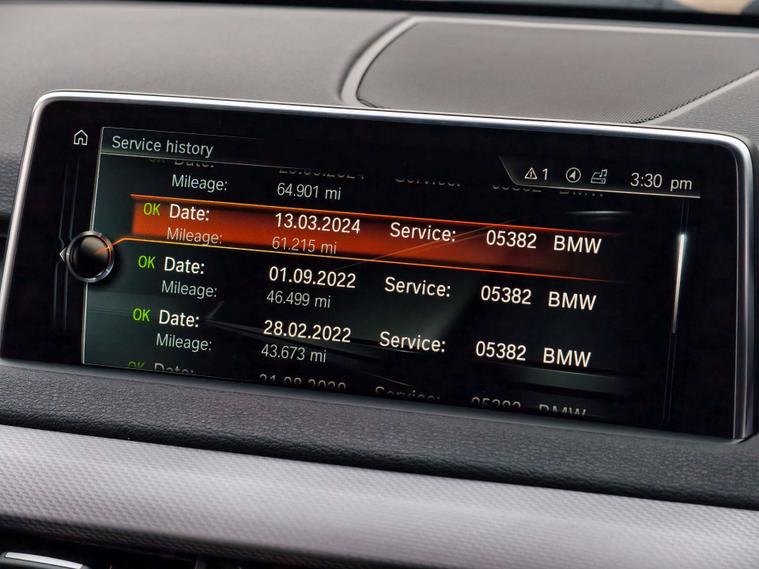 Service history
1 3:30 pm
Mileage: 64.901 mi
OK Date: 13.03.2024 Service: 05382 BMW
Mileage: 61.215 mi
OK Date: 01.09.2022 Service: 05382 BMW
Mileage: 46.499 mi
OK Date: 28.02.2022 Service: 05382 BMW
Mileage: 43.673 mi